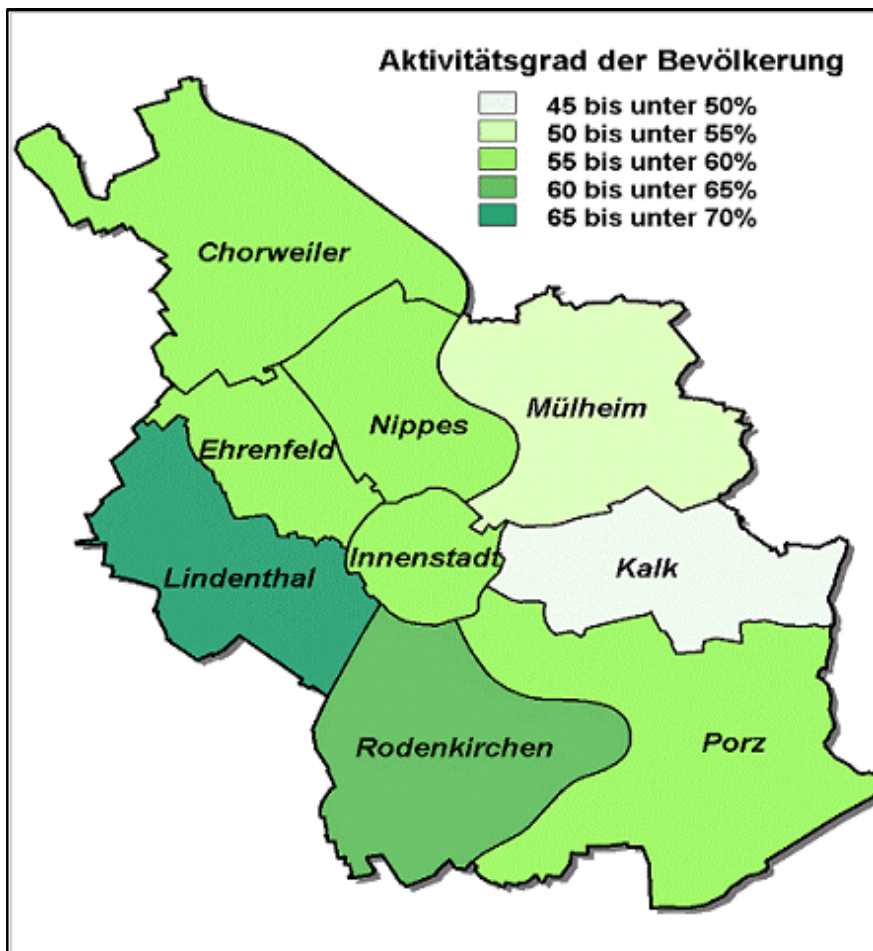 Aktivitätsgrad der Bevölkerung
45 bis unter 50%
50 bis unter 55%
55 bis unter 60%
60 bis unter 65%
65 bis unter 70%
Chorweiler
Mülheim
Nippes
Ehrenfeld
Innenstadt
Kalk
Lindenthal
Rodenkirchen
Porz